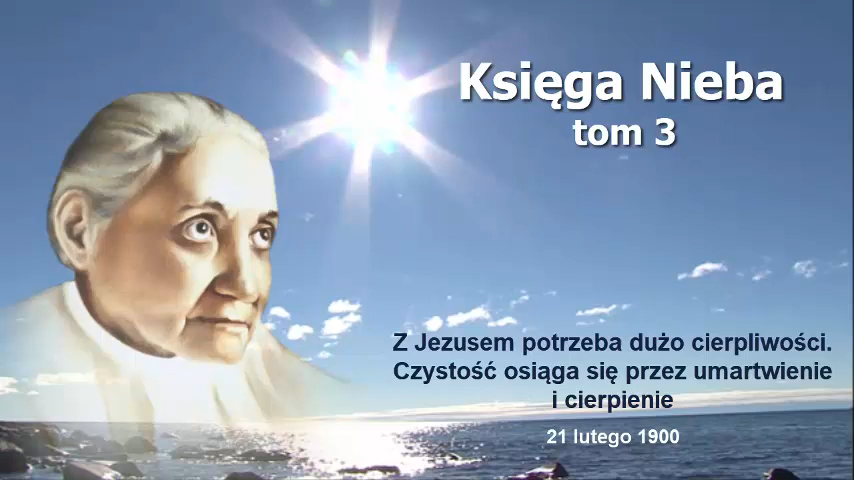 Księga Nieba
tom 3
Z Jezusem potrzeba dużo cierpliwości.
Czystość osiąga się przez umartwienie
i cierpienie
21 lutego 1900